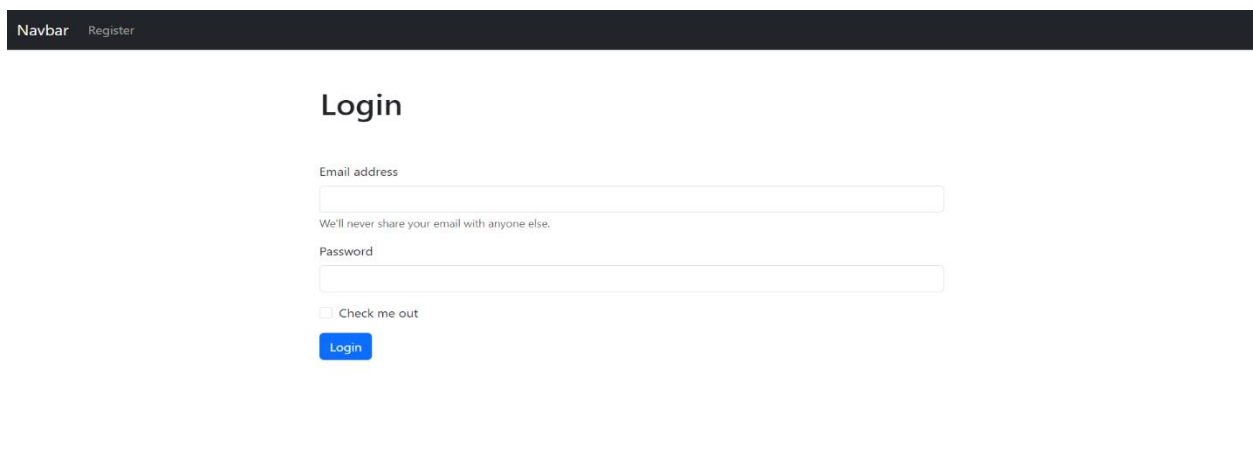 Navbar Register
Login
Email address
We'll never share your email with anyone else.
Password
Check me out
Login